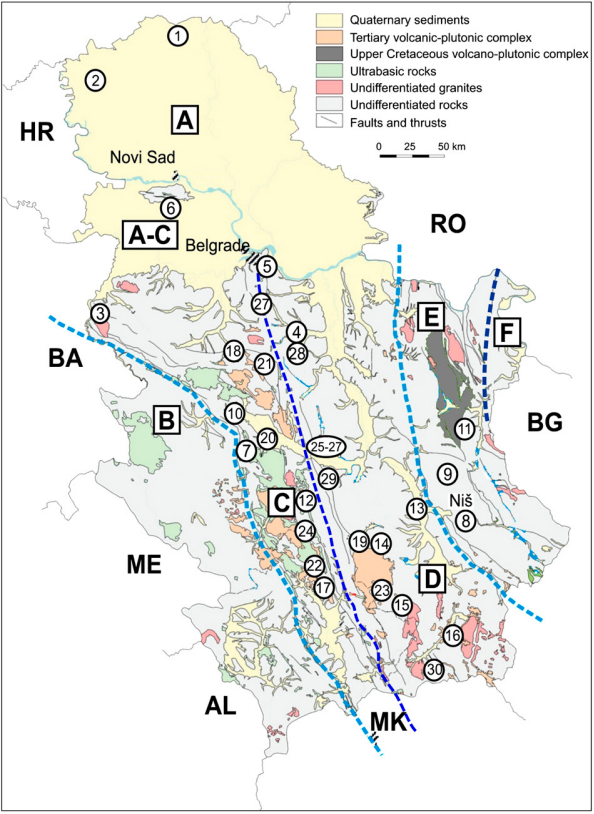 Quaternary sediments
Tertiary volcanic-plutonic complex
Upper Cretaceous volcano-plutonic complex
Ultrabasic rocks
Undifferentiated granites
Undifferentiated rocks
Faults and thrusts
0 25 50 km
1
2
A
HR
Novi Sad
6
RO
A-C
Belgrade
5
27
E
3
4
F
18
28
BA
21
B
10
11
BG
20
25-27
7
9
29
C
12
Niš
13
8
24
19
14
ME
22
D
17
23
15
16
30
AL
MK